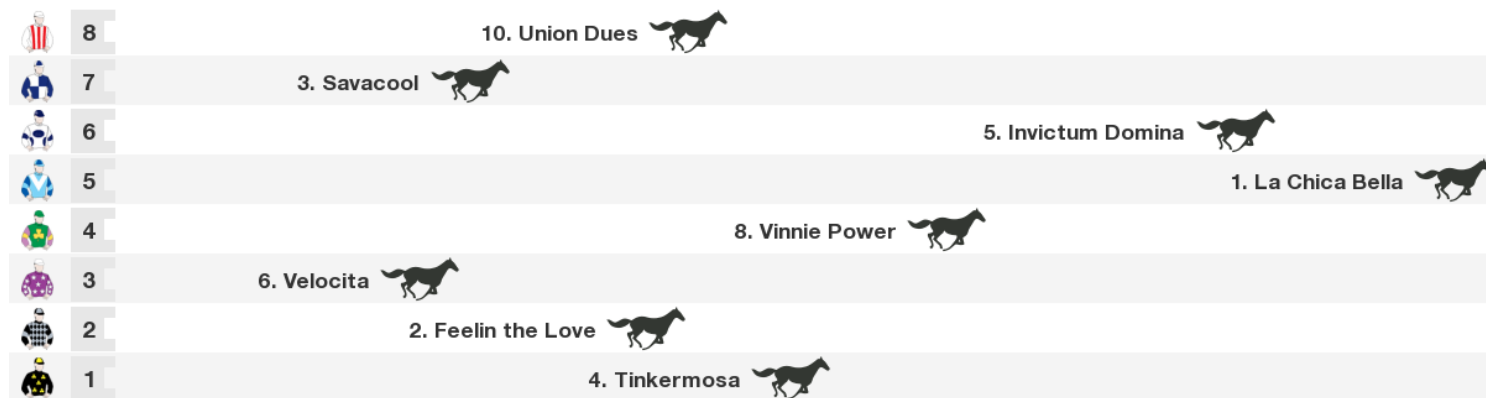 8 10. Union Dues
7 3. Savacool
6 5. Invictum Domina
5 1. La Chica Bella
4 8. Vinnie Power
3 6. Velocita
2 2. Feelin the Love
1 4. Tinkermosa